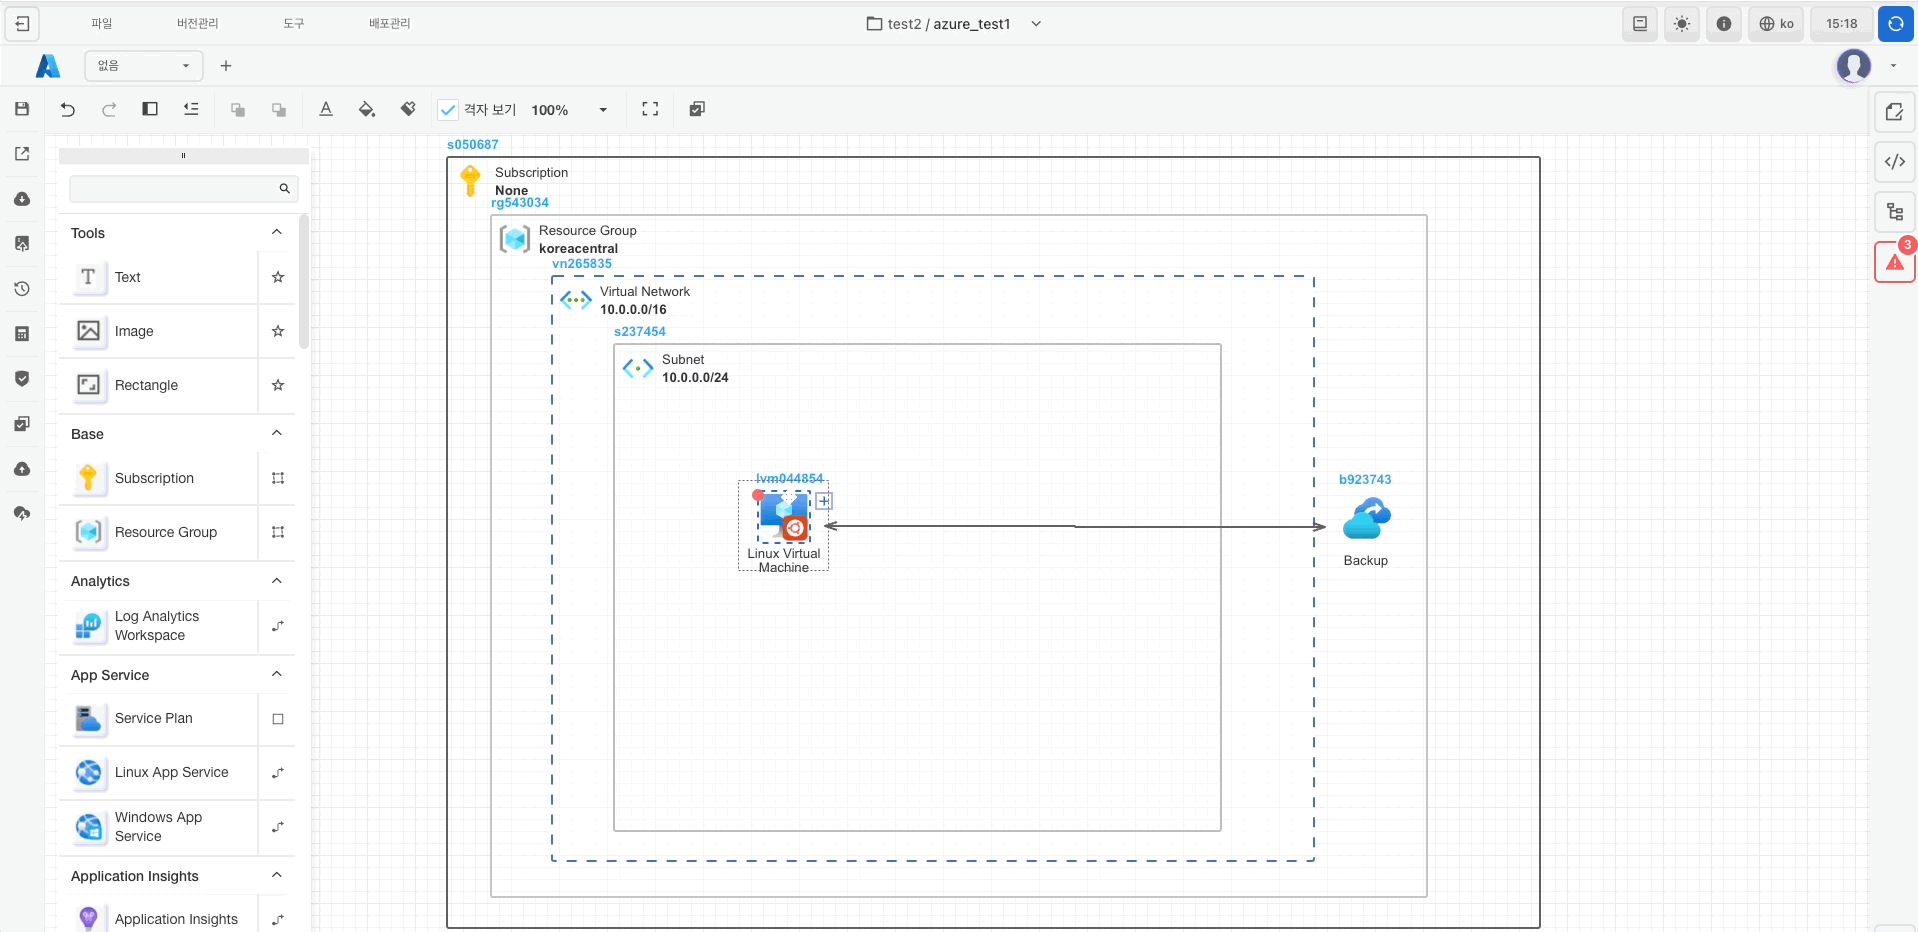 파일
버전관리
도구
배포관리
test2 / azure_test1
ko
15:18
없음
격자 보기
100%
3
Tools
Text
Image
Rectangle
Base
Subscription
Resource Group
Analytics
Log Analytics
Workspace
App Service
Service Plan
Linux App Service
Windows App
Service
Application Insights
Application Insights
s050687
Subscription
None
rg543034
Resource Group
koreacentral
vn265835
Virtual Network
10.0.0.0/16
s237454
Subnet
10.0.0.0/24
lvm044854
Linux Virtual
Machine
b923743
Backup